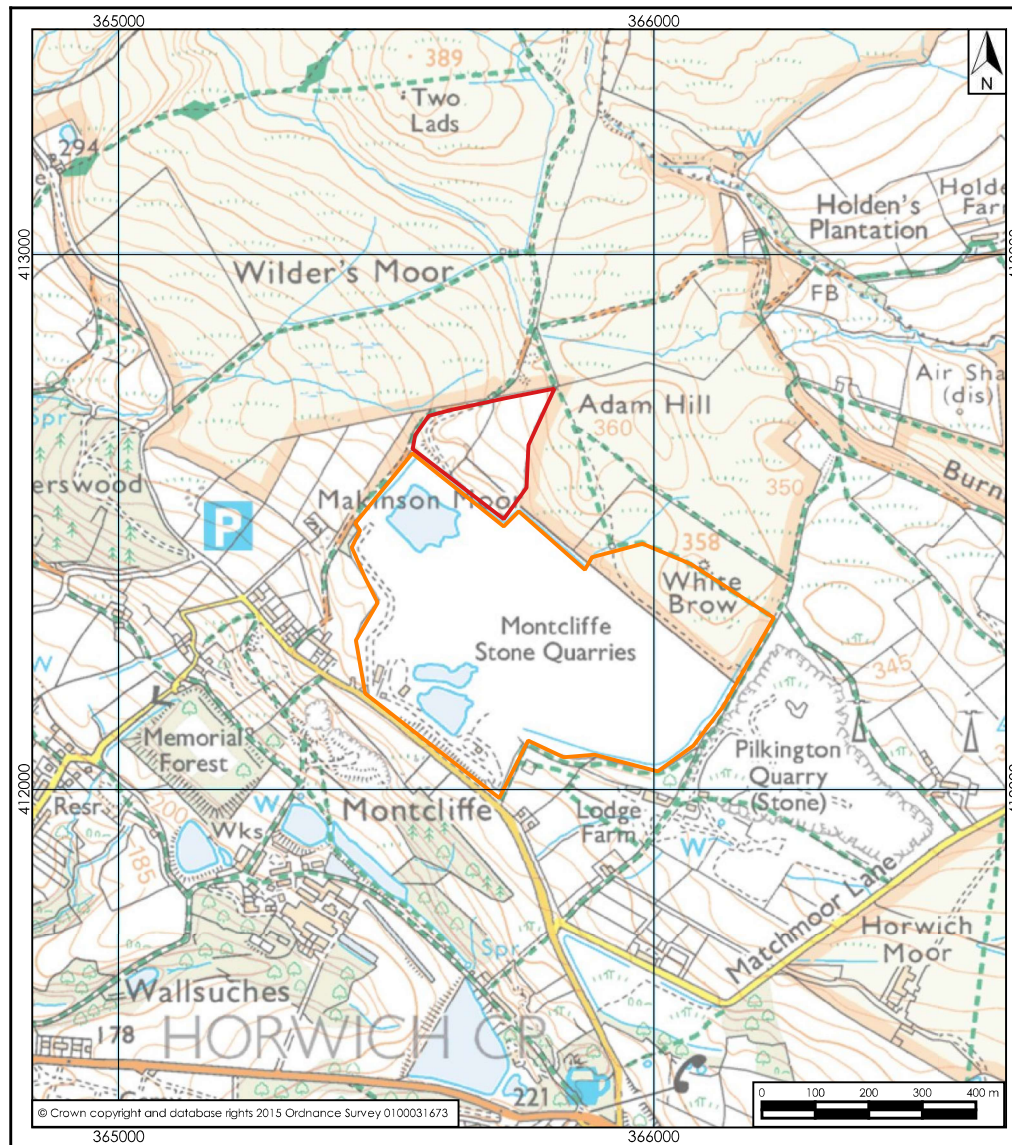 365000
366000
389
Two
Lads
N
294
W
Holden's
Plantation
Holde
Farm
413000
Wilder's Moor
FB
Air Sha
(dis)
Spr
Adam Hill
360
erswood
Burn
350
Makinson Moor
P
358
White
Brow
Montcliffe
Stone Quarries
W
345
Memorial
Forest
Pilkington
Quarry
(Stone)
412000
Resr
200
W
Montcliffe
Lodge
Farm
W
Wks
185
Matchmoor Lane
Horwich
Moor
Spr
Wallsuches
178
HORWICH CP
221
0 100 200 300 400 m
© Crown copyright and database rights 2015 Ordnance Survey 0100031673
365000
366000